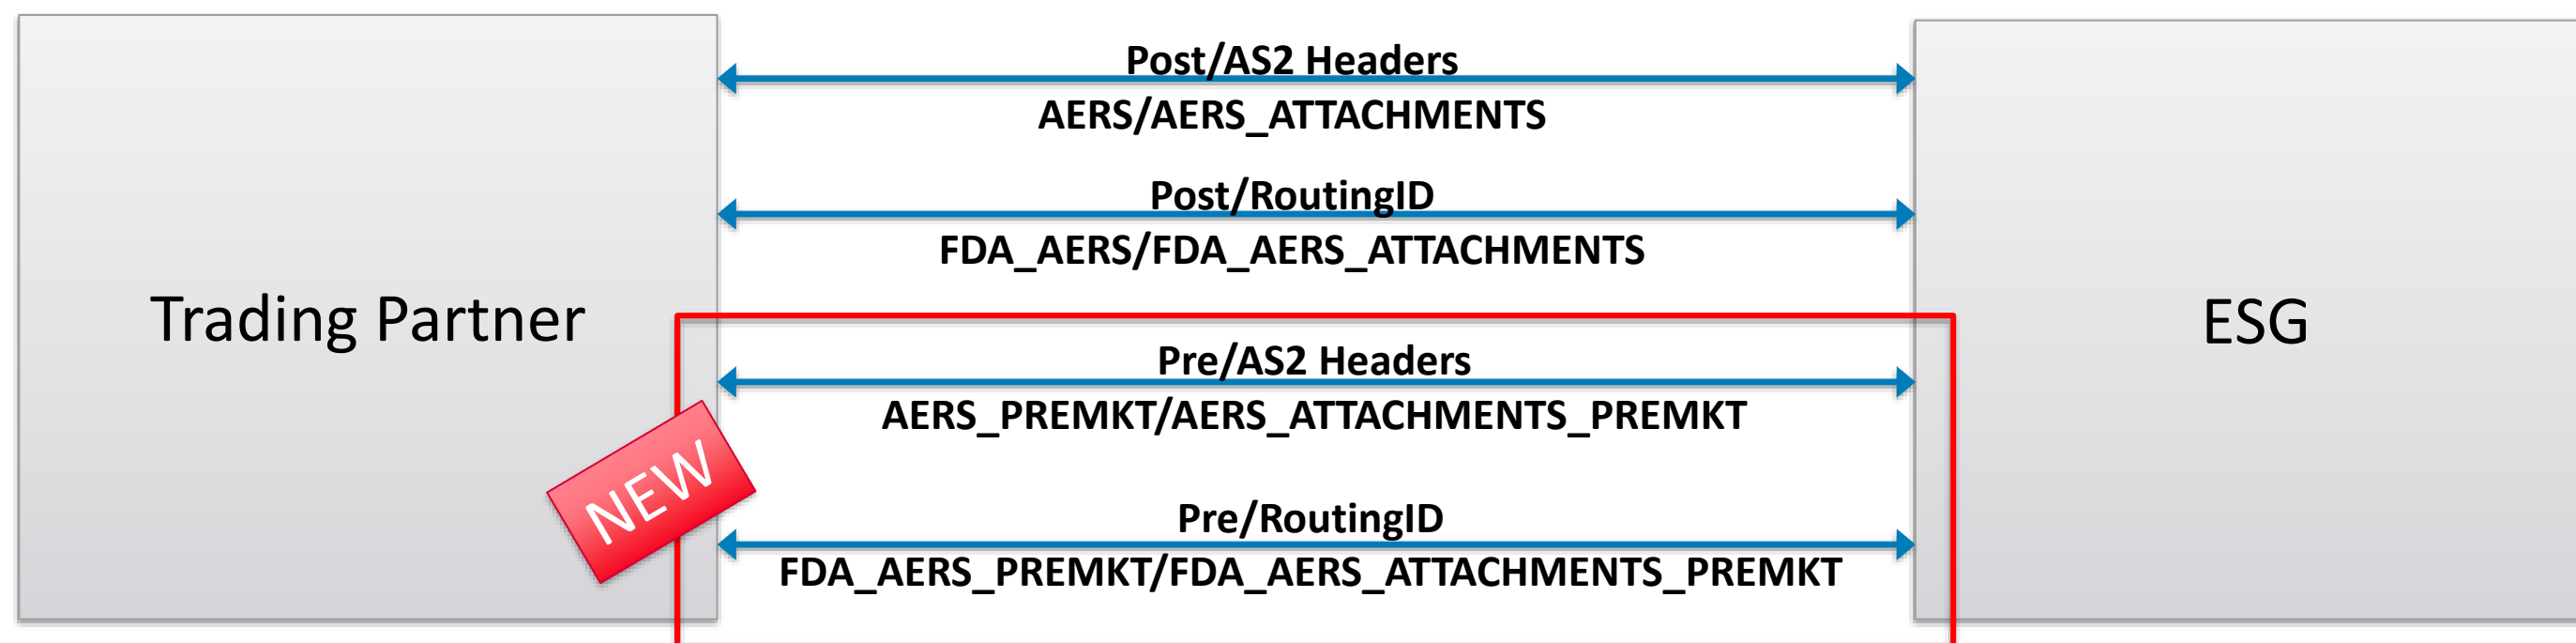 Trading Partner
Post/AS2 Headers
AERS/AERS_ATTACHMENTS
Post/RoutingID
FDA_AERS/FDA_AERS_ATTACHMENTS
Pre/AS2 Headers
AERS_PREMKT/AERS_ATTACHMENTS_PREMKT
NEW
Pre/RoutingID
FDA_AERS_PREMKT/FDA_AERS_ATTACHMENTS_PREMKT
ESG